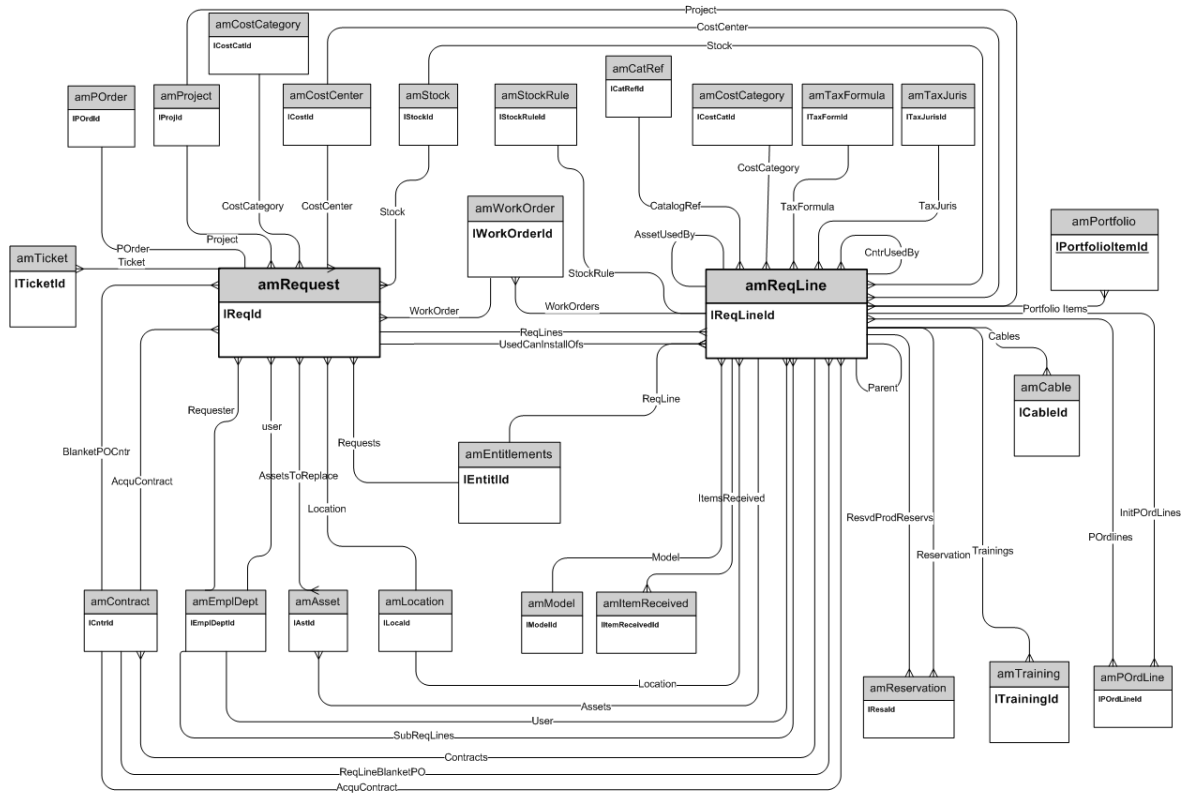 Project
CostCenter
Stock
amCostCategory
lCostCatId
amPOrder
lPOrdId
amProject
lProjId
amCostCenter
lCostId
amStock
lStockId
amStockRule
lStockRuleId
amCatRef
lCatRefId
amCostCategory
lCostCatId
amTaxFormula
lTaxFormId
amTaxJuris
lTaxJurisId
CostCategory
CostCategory
CostCenter
Stock
CatalogRef
TaxFormula
TaxJuris
amWorkOrder
lWorkOrderId
amPortfolio
lPortfolioItemId
AssetUsedBy
CntrUsedBy
Project
POrder
Ticket
amTicket
lTicketId
StockRule
amRequest
lReqId
amReqLine
lReqLineId
WorkOrder
WorkOrders
Portfolio Items
ReqLines
UsedCanInstallOfs
Cables
Parent
amCable
lCableId
ReqLine
Requester
user
Requests
BlanketPOCntr
AcquContract
AssetsToReplace
Location
amEntitlements
lEntitlId
ItemsReceived
ResvdProdReservs
InitPOrdLines
POrdlines
Reservation
Trainings
Model
amContract
lCntrId
amEmplDept
lEmplDeptId
amAsset
lAstId
amLocation
lLocaId
amModel
lModelId
amItemReceived
lItemReceivedId
amReservation
lResaId
amTraining
lTrainingId
amPOrdLine
lPOrdLineId
Location
Assets
User
SubReqLines
Contracts
ReqLineBlanketPO
AcquContract